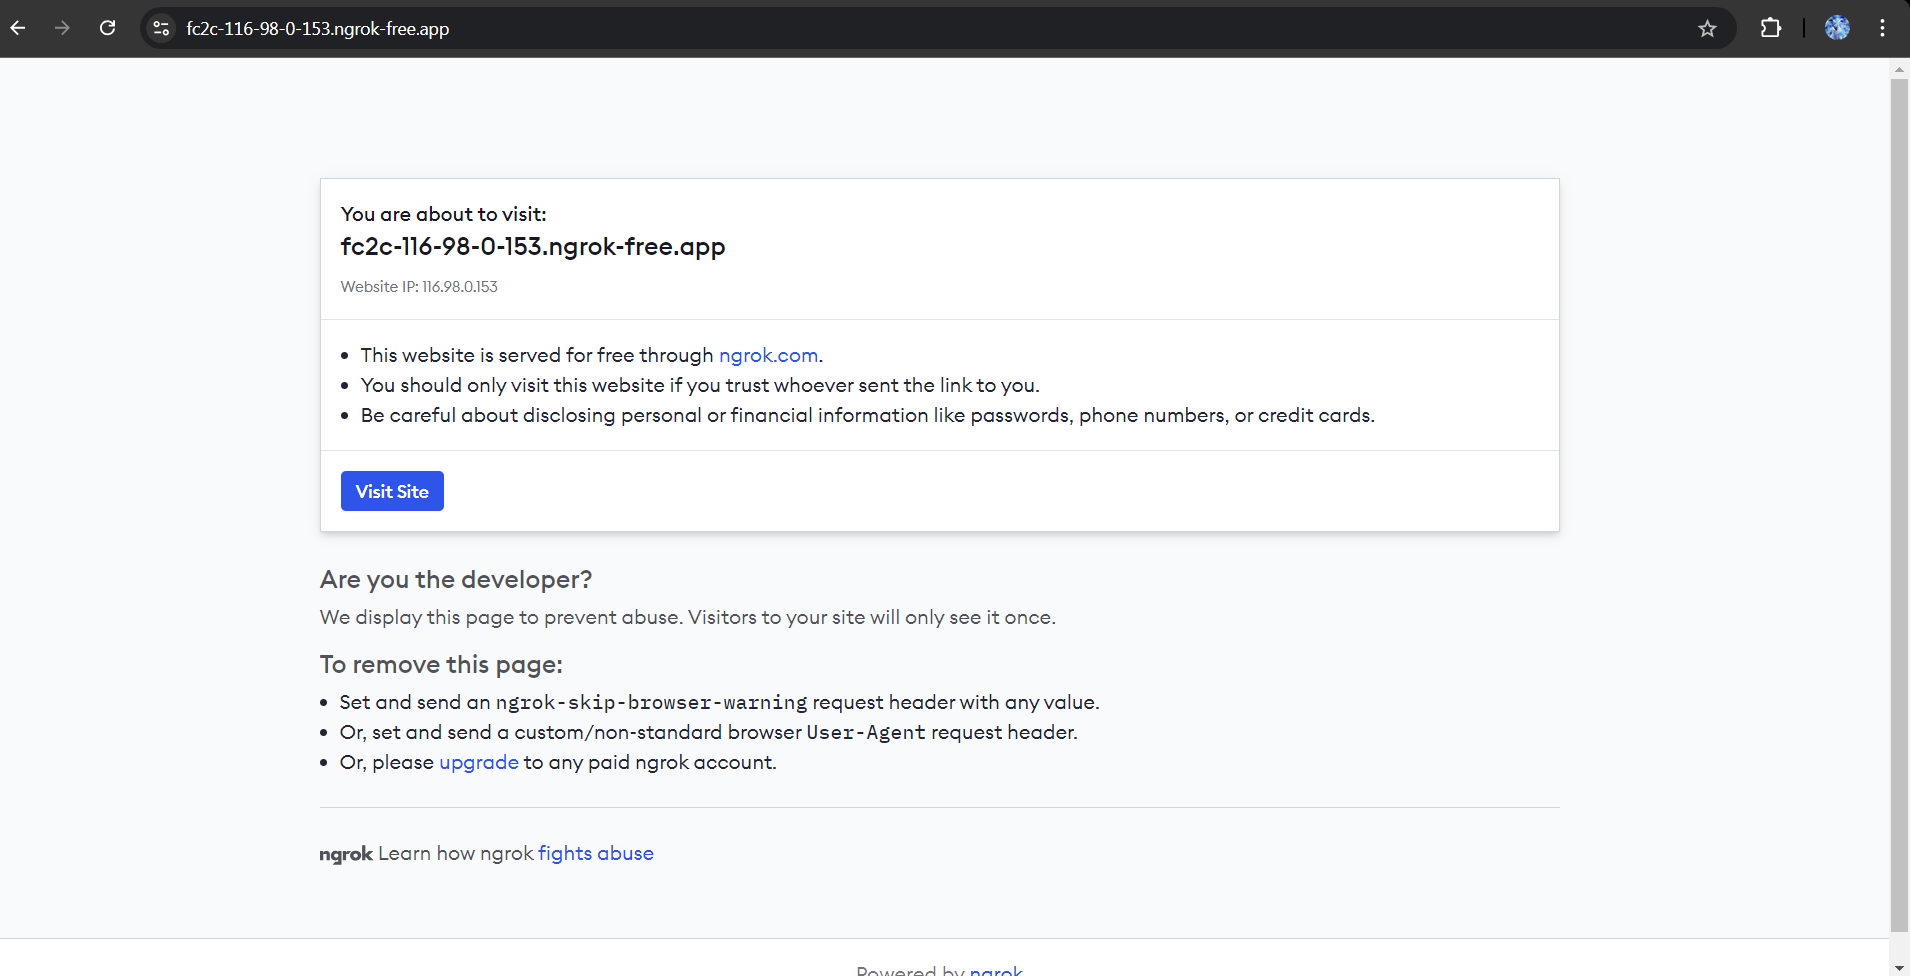 fc2c-116-98-0-153.ngrok-free.app
You are about to visit:
fc2c-116-98-0-153.ngrok-free.app
Website IP: 116.98.0.153
• This website is served for free through ngrok.com.
• You should only visit this website if you trust whoever sent the link to you.
• Be careful about disclosing personal or financial information like passwords, phone numbers, or credit cards.
Visit Site
Are you the developer?
We display this page to prevent abuse. Visitors to your site will only see it once.
To remove this page:
• Set and send an ngrok-skip-browser-warning request header with any value.
• Or, set and send a custom/non-standard browser User-Agent request header.
• Or, please upgrade to any paid ngrok account.
ngrok Learn how ngrok fights abuse
Powered by ngrok